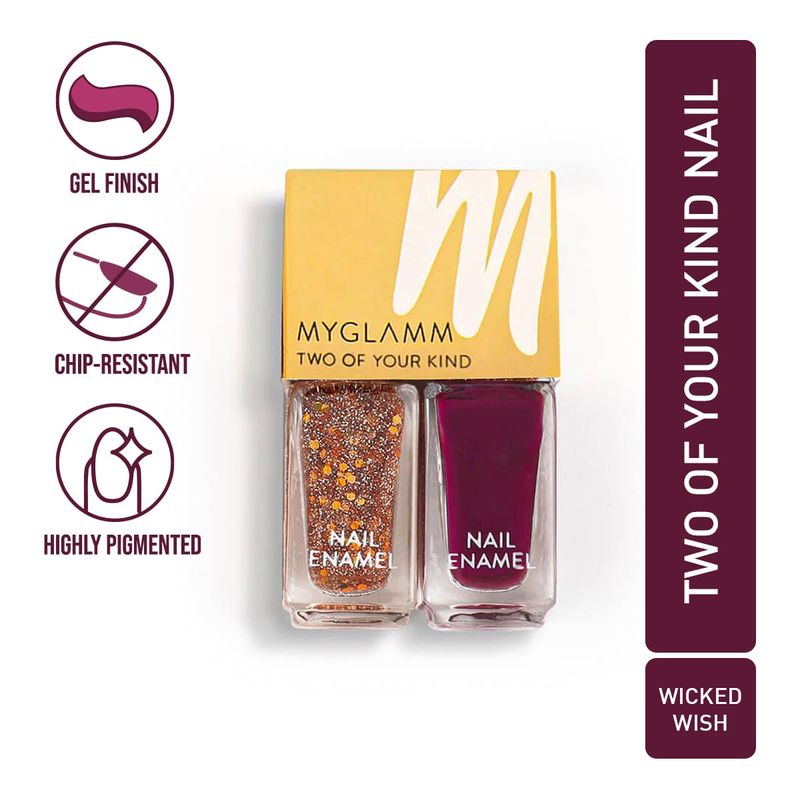 GEL FINISH
CHIP-RESISTANT
HIGHLY PIGMENTED
M
MYGLAMM
TWO OF YOUR KIND
NAIL
ENAMEL
NAIL
ENAMEL
TWO OF YOUR KIND NAIL
WICKED
WISH